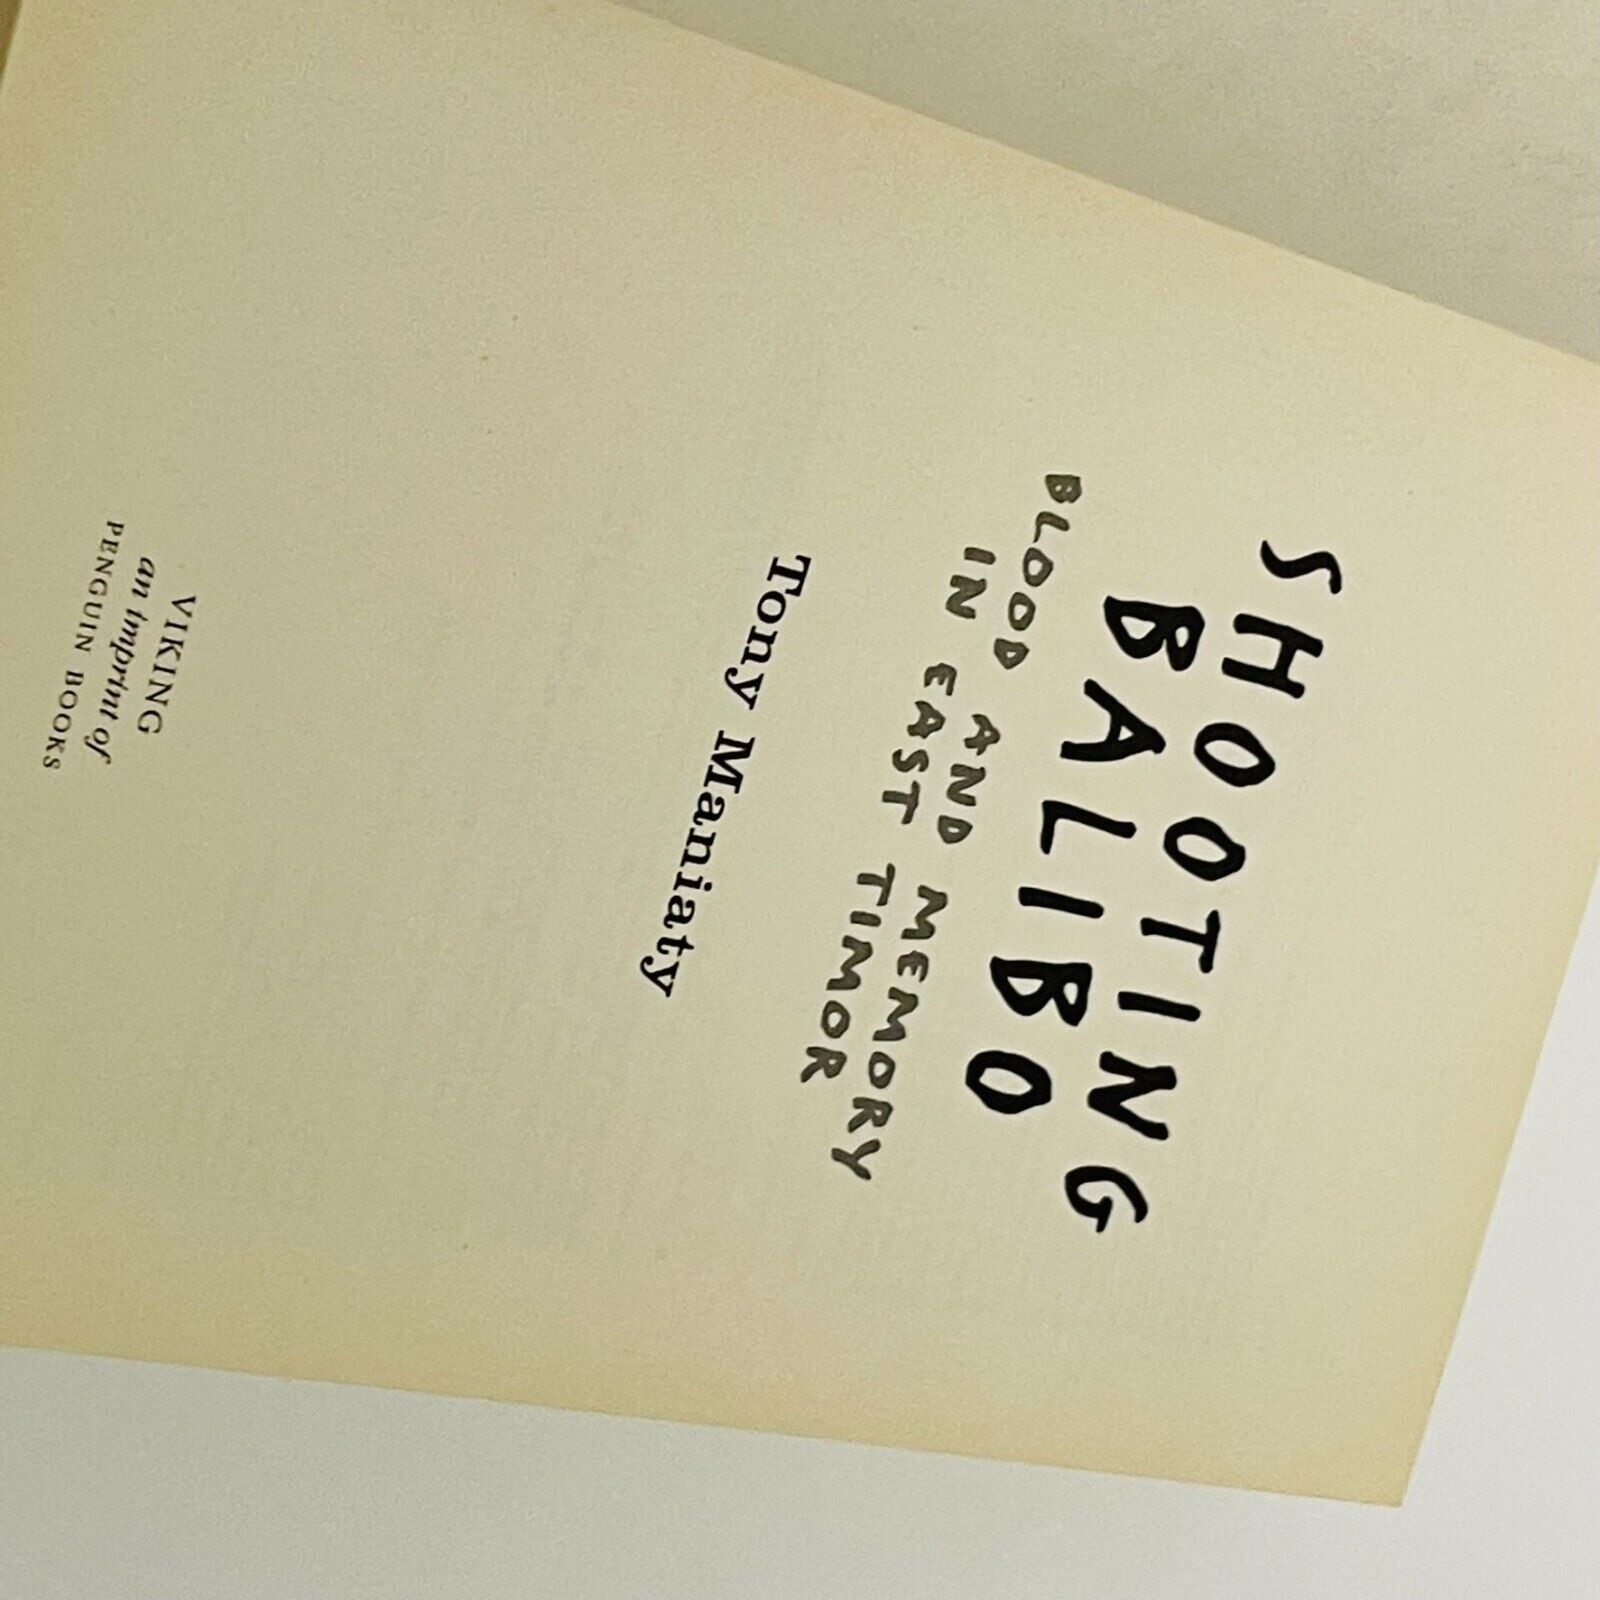 SHOOTING
BALIBO
BLOOD AND MEMORY
IN EAST TIMOR
Tony Maniaty
VIKING
an imprint of
PENGUIN BOOKS